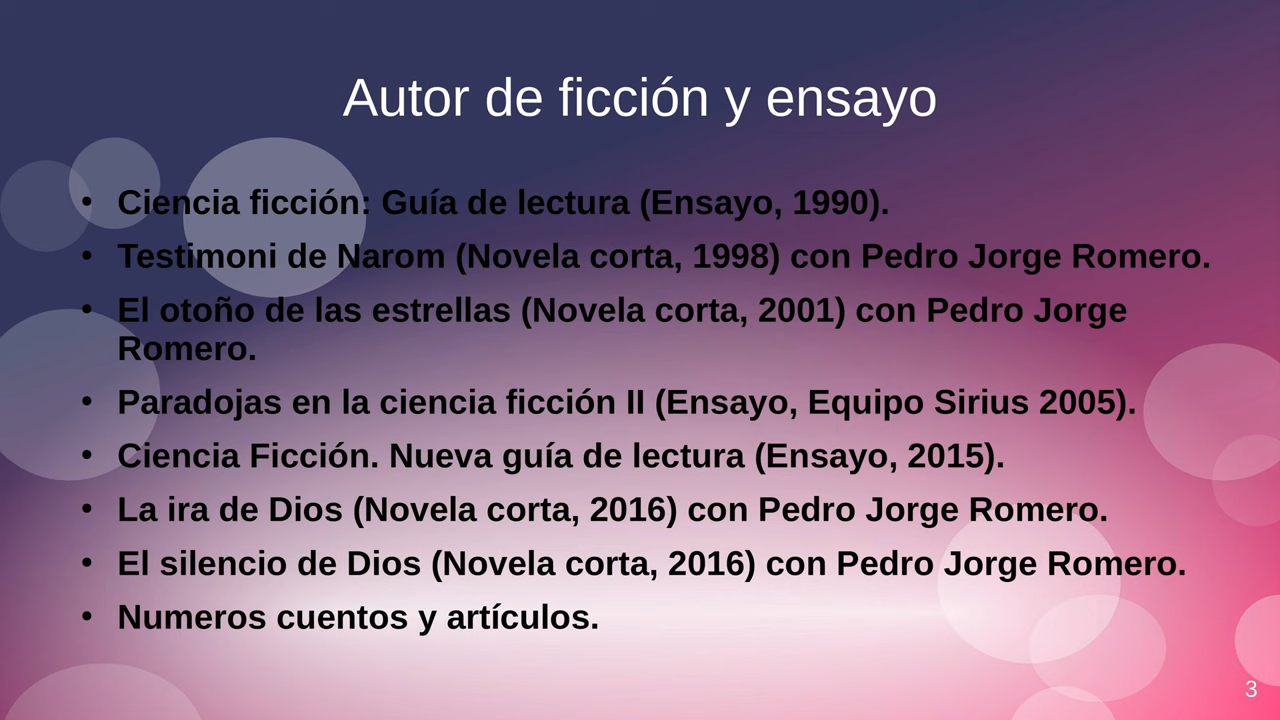 Autor de ficción y ensayo
• Ciencia ficción: Guía de lectura (Ensayo, 1990).
• Testimoni de Narom (Novela corta, 1998) con Pedro Jorge Romero.
• El otoño de las estrellas (Novela corta, 2001) con Pedro Jorge
Romero.
• Paradojas en la ciencia ficción II (Ensayo, Equipo Sirius 2005).
• Ciencia Ficción. Nueva guía de lectura (Ensayo, 2015).
• La ira de Dios (Novela corta, 2016) con Pedro Jorge Romero.
• El silencio de Dios (Novela corta, 2016) con Pedro Jorge Romero.
• Numeros cuentos y artículos.
3